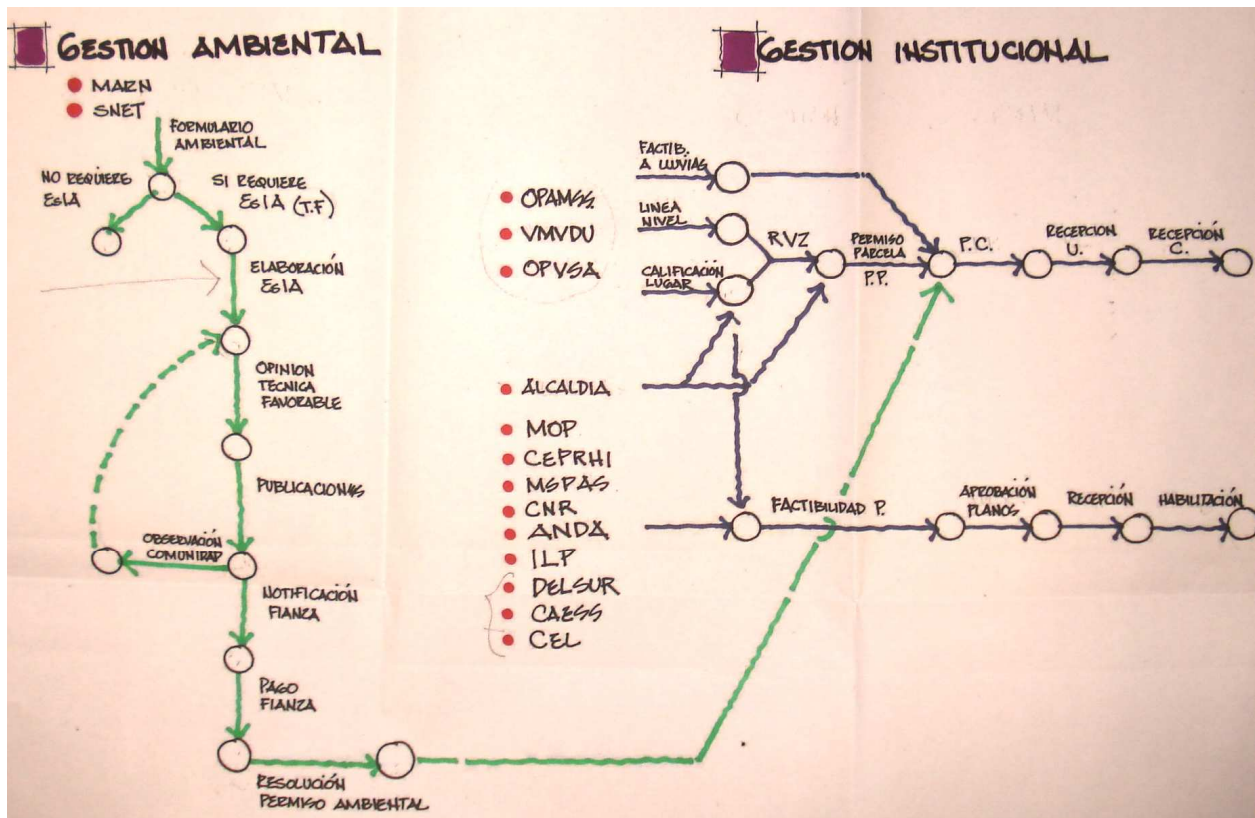 GESTION AMBIENTAL
MARN
SNET
FORMULARIO
AMBIENTAL
NO REQUIERE
EsIA
SI REQUIERE
EsIA (T.F)
ELABORACIÓN
EsIA
OPINION
TECNICA
FAVORABLE
PUBLICACIONES
OBSERVACIÓN
COMUNIDAD
NOTIFICACIÓN
FIANZA
PAGO
FIANZA
RESOLUCIÓN
PERMISO AMBIENTAL
GESTION INSTITUCIONAL
OPAMSS
VMVDU
OPVSA
ALCALDIA
MOP
CEPRHI
MSPAS
CNR
ANDA
ILP
DELSUR
CAESS
CEL
FACTIB.
A LLUVIAS
LINEA
NIVEL
CALIFICACIÓN
LUGAR
RVZ
PERMISO
PARCELA
P.P.
P.C.
RECEPCION
U.
RECEPCIÓN
C.
FACTIBILIDAD P.
APROBACIÓN
PLANOS
RECEPCIÓN
HABILITACIÓN